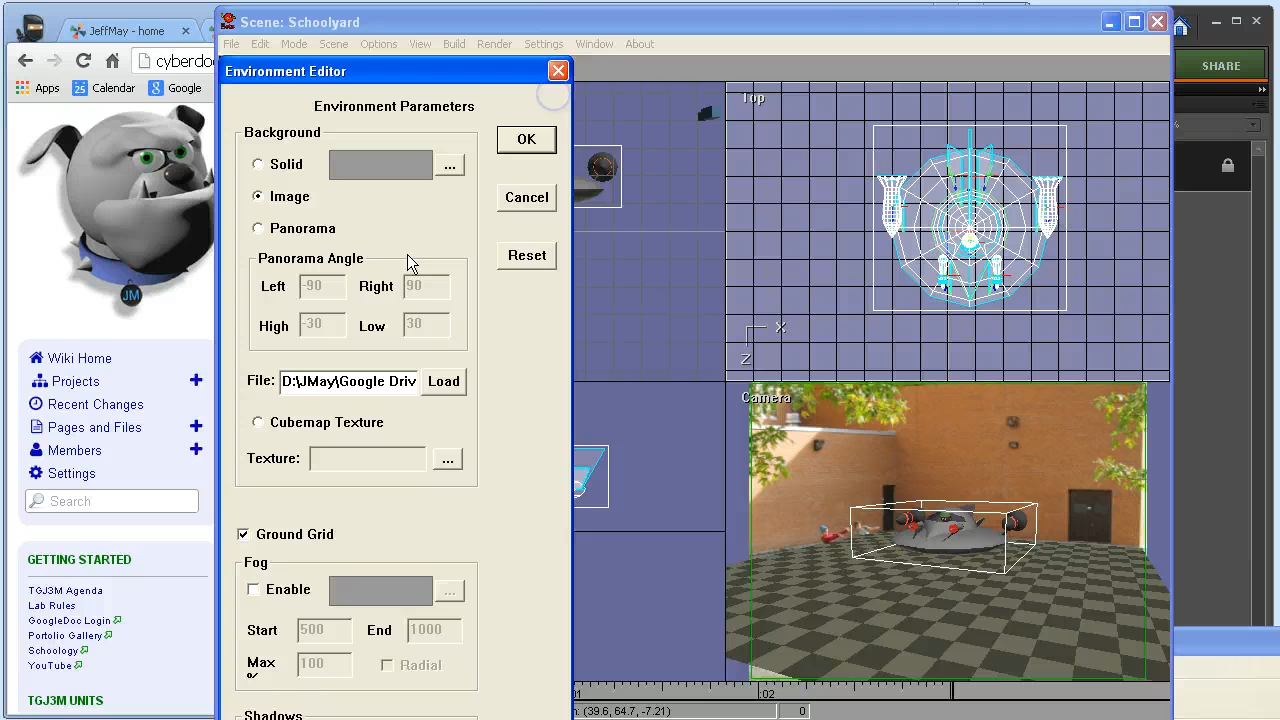 JeffMay - home
cyberdo
Apps
Calendar
Google
25
8
JM
Wiki Home
Projects
Recent Changes
Pages and Files
Members
Settings
Search
GETTING STARTED
TGJ3M Agenda
Lab Rules
GoogleDoc Login
Portolio Gallery
Schoology
YouTube
TGJ3M UNITS
Scene: Schoolyard
File Edit Mode Scene Options View Build Render Settings Window About
Environment Editor
Environment Parameters
Background
Solid
...
Image
Panorama
Panorama Angle
Left -90 Right 90
High -30 Low 30
File: D:\JMay\Google Driv Load
Cubemap Texture
Texture: ...
Ground Grid
Fog
Enable ...
Start 500 End 1000
Max % 100 Radial
Shadows
OK
Cancel
Reset
Top
X
Z
Camera
:02
n: (39.6, 64.7, -7.21) 0
SHARE
%